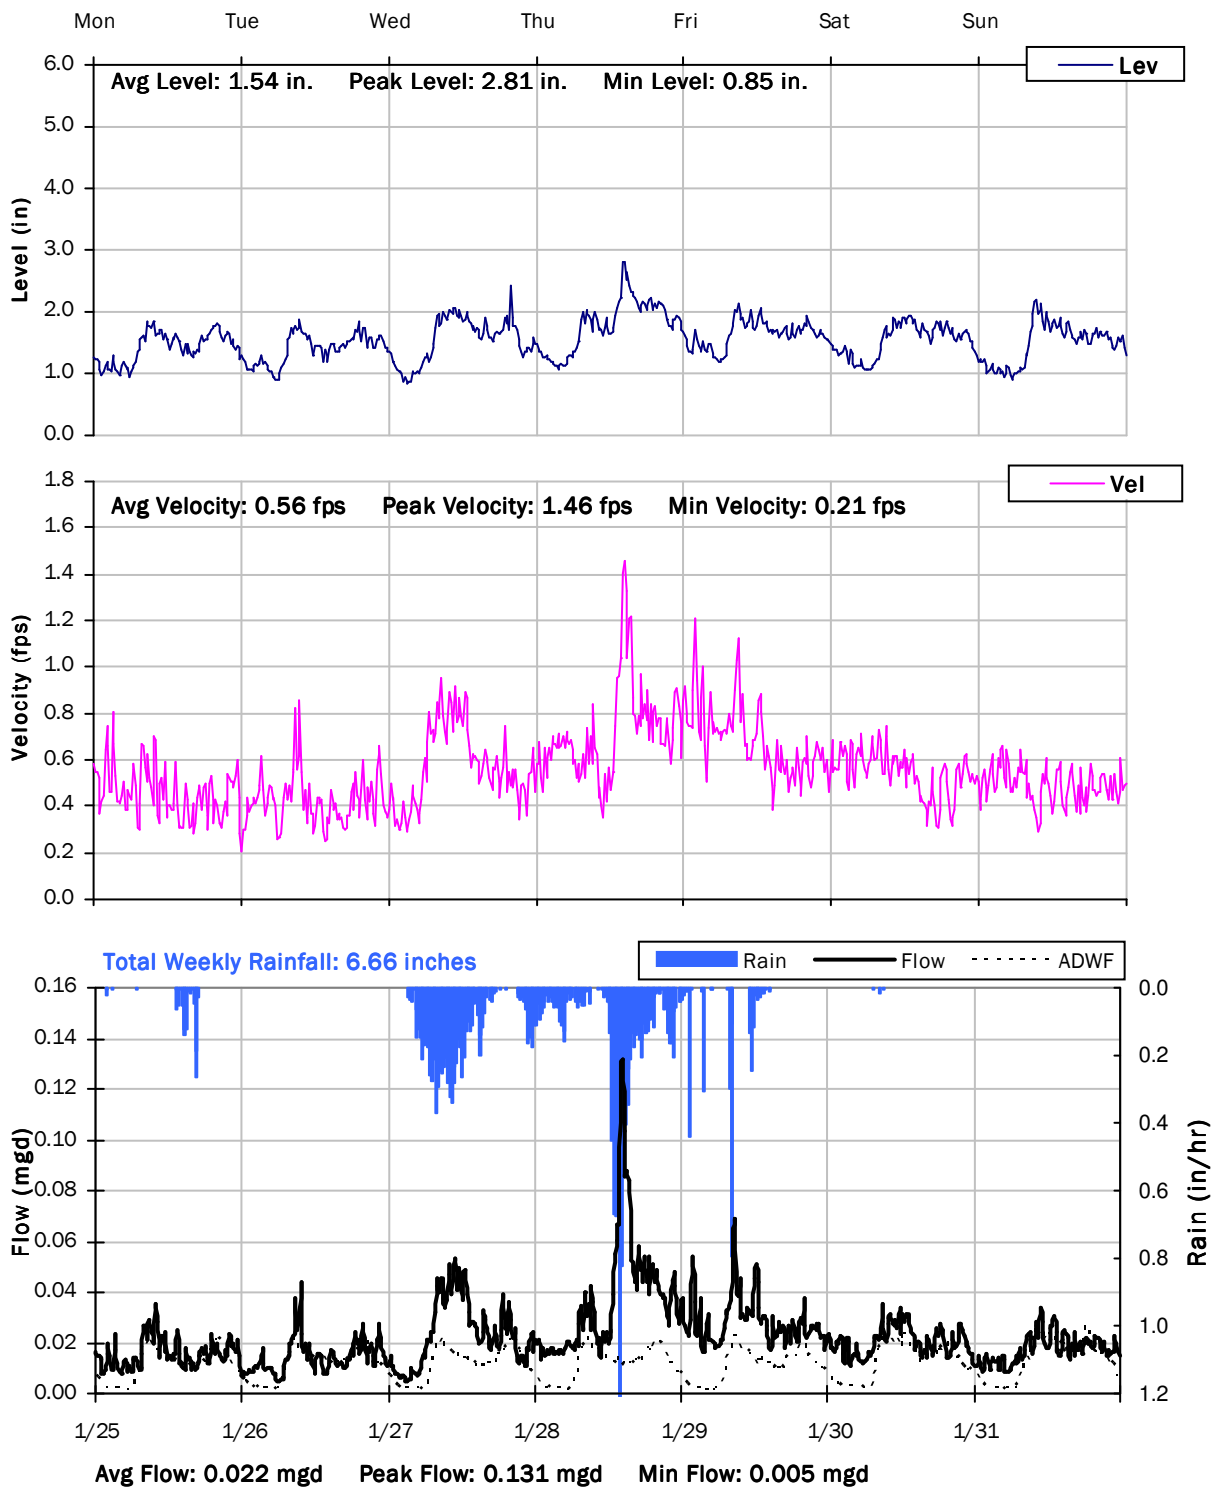 Mon Tue Wed Thu Fri Sat Sun
Lev
Avg Level: 1.54 in. Peak Level: 2.81 in. Min Level: 0.85 in.
Level (in)
6.0
5.0
4.0
3.0
2.0
1.0
0.0
Vel
Avg Velocity: 0.56 fps Peak Velocity: 1.46 fps Min Velocity: 0.21 fps
Velocity (fps)
1.8
1.6
1.4
1.2
1.0
0.8
0.6
0.4
0.2
0.0
Total Weekly Rainfall: 6.66 inches
Rain Flow ADWF
Flow (mgd)
0.16
0.14
0.12
0.10
0.08
0.06
0.04
0.02
0.00
0.0
0.2
0.4
0.6
0.8
1.0
1.2
Rain (in/hr)
1/25 1/26 1/27 1/28 1/29 1/30 1/31
Avg Flow: 0.022 mgd Peak Flow: 0.131 mgd Min Flow: 0.005 mgd